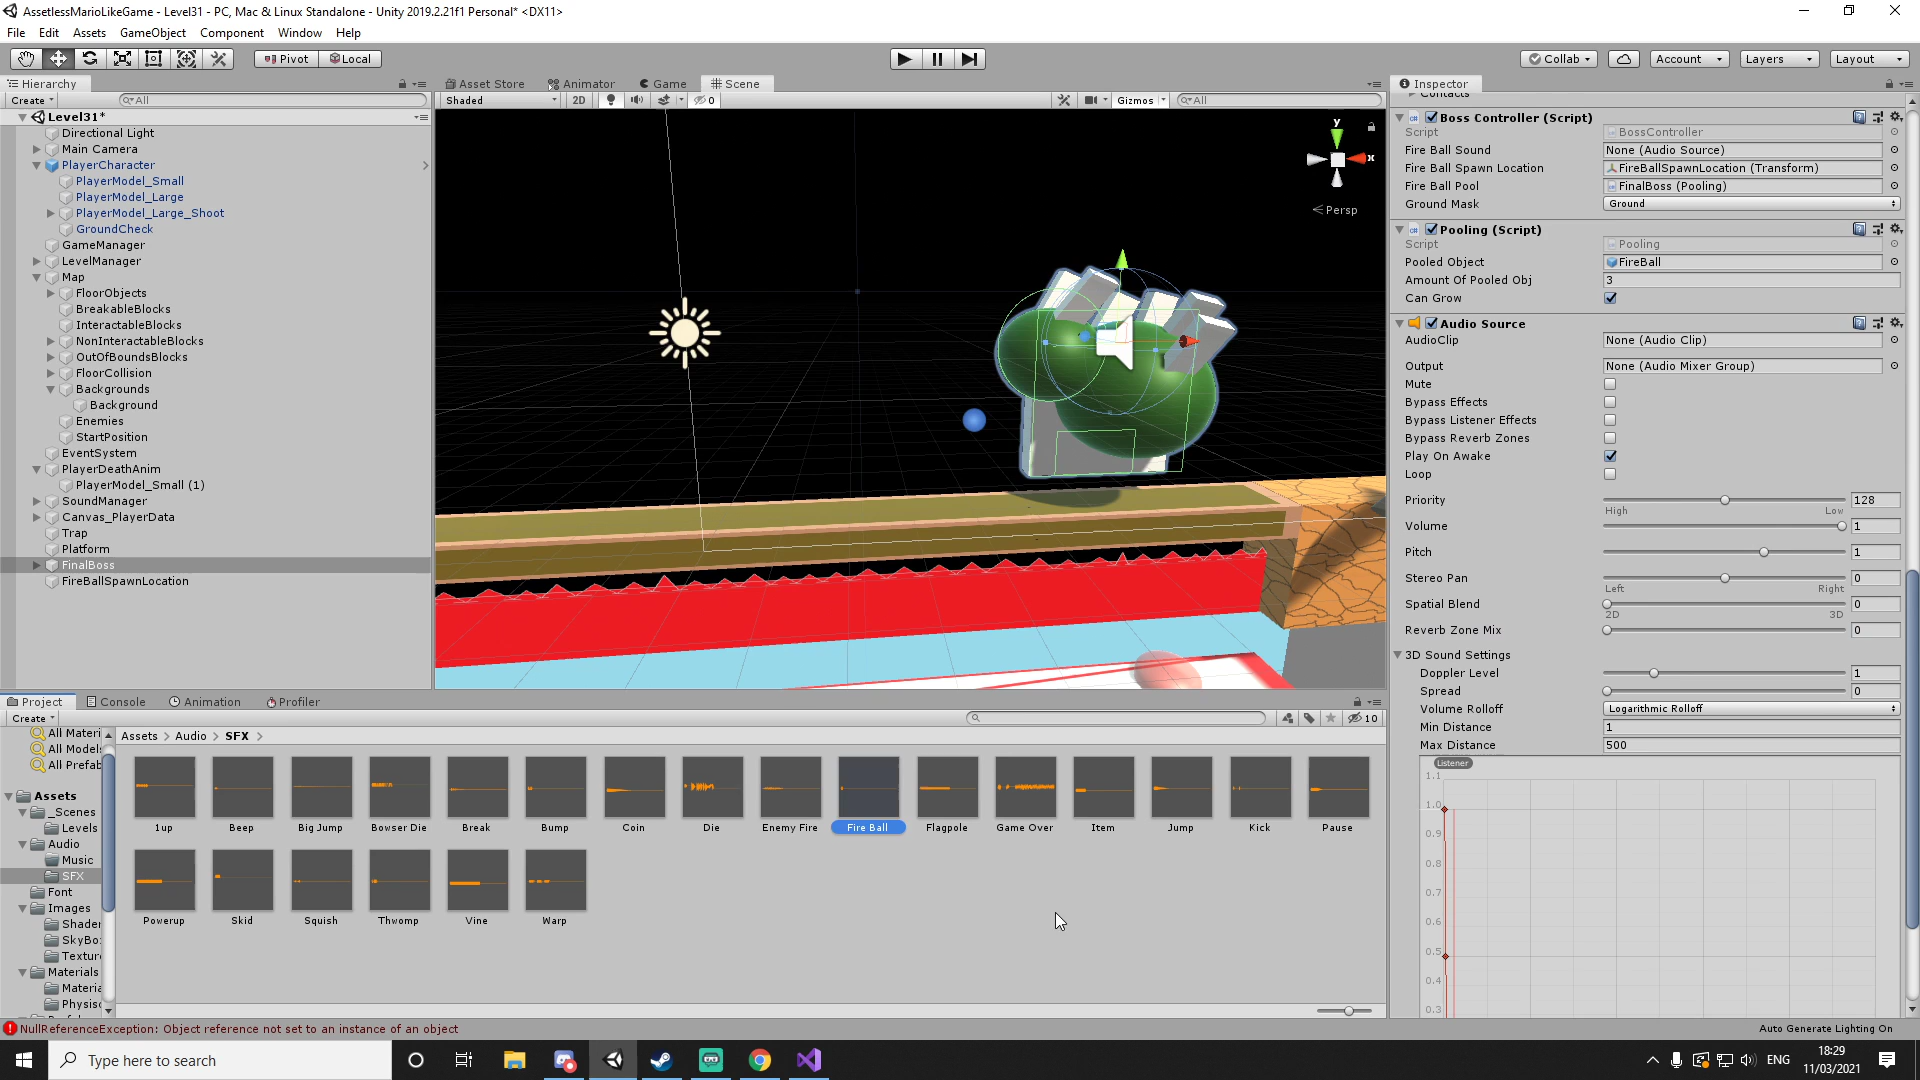 AssetlessMarioLikeGame - Level31 - PC, Mac & Linux Standalone - Unity 2019.2.21f1 Personal* <DX11>
File Edit Assets GameObject Component Window Help
Pivot Local
Collab Account Layers Layout
Hierarchy
Create All
Level31*
Directional Light
Main Camera
PlayerCharacter
PlayerModel_Small
PlayerModel_Large
PlayerModel_Large_Shoot
GroundCheck
GameManager
LevelManager
Map
FloorObjects
BreakableBlocks
InteractableBlocks
NonInteractableBlocks
OutOfBoundsBlocks
FloorCollision
Backgrounds
Background
Enemies
StartPosition
EventSystem
PlayerDeathAnim
PlayerModel_Small (1)
SoundManager
Canvas_PlayerData
Trap
Platform
FinalBoss
FireBallSpawnLocation
Asset Store Animator Game Scene
Shaded 2D 0 Gizmos All
y
x
Persp
Inspector
Contacts
Boss Controller (Script)
Script BossController
Fire Ball Sound None (Audio Source)
Fire Ball Spawn Location FireBallSpawnLocation (Transform)
Fire Ball Pool FinalBoss (Pooling)
Ground Mask Ground
Pooling (Script)
Script Pooling
Pooled Object FireBall
Amount Of Pooled Obj 3
Can Grow
Audio Source
AudioClip None (Audio Clip)
Output None (Audio Mixer Group)
Mute
Bypass Effects
Bypass Listener Effects
Bypass Reverb Zones
Play On Awake
Loop
Priority 128
High Low
Volume 1
Pitch 1
Stereo Pan 0
Left Right
Spatial Blend 0
2D 3D
Reverb Zone Mix 0
3D Sound Settings
Doppler Level 1
Spread 0
Volume Rolloff Logarithmic Rolloff
Min Distance 1
Max Distance 500
Listener
1.1
1.0
0.9
0.8
0.7
0.6
0.5
0.4
0.3
Project Console Animation Profiler
Create 10
All Materi
All Models
All Prefab
Assets
_Scenes
Levels
Audio
Music
SFX
Font
Images
Shader
SkyBo
Textur
Materials
Materia
Physisc
Assets > Audio > SFX >
1up Beep Big Jump Bowser Die Break Bump Coin Die Enemy Fire Fire Ball Flagpole Game Over Item Jump Kick Pause
Powerup Skid Squish Thwomp Vine Warp
NullReferenceException: Object reference not set to an instance of an object
Auto Generate Lighting On
Type here to search
ENG
18:29
11/03/2021